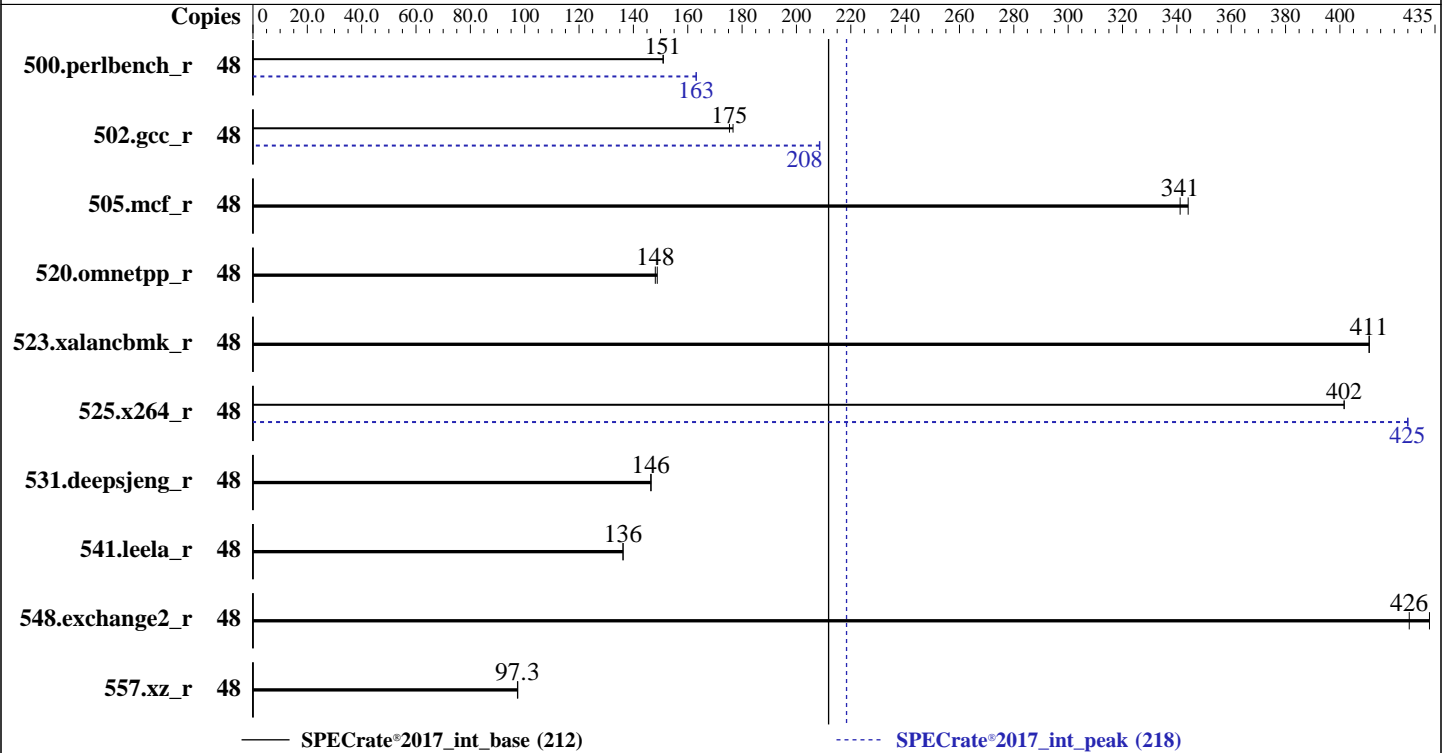 Copies 0 20.0 40.0 60.0 80.0 100 120 140 160 180 200 220 240 260 280 300 320 340 360 380 400 435
151
500.perlbench_r 48
163
175
502.gcc_r 48
208
341
505.mcf_r 48
148
520.omnetpp_r 48
411
523.xalancbmk_r 48
402
525.x264_r 48
425
146
531.deepsjeng_r 48
136
541.leela_r 48
426
548.exchange2_r 48
97.3
557.xz_r 48
SPECrate®2017_int_base (212) SPECrate®2017_int_peak (218)